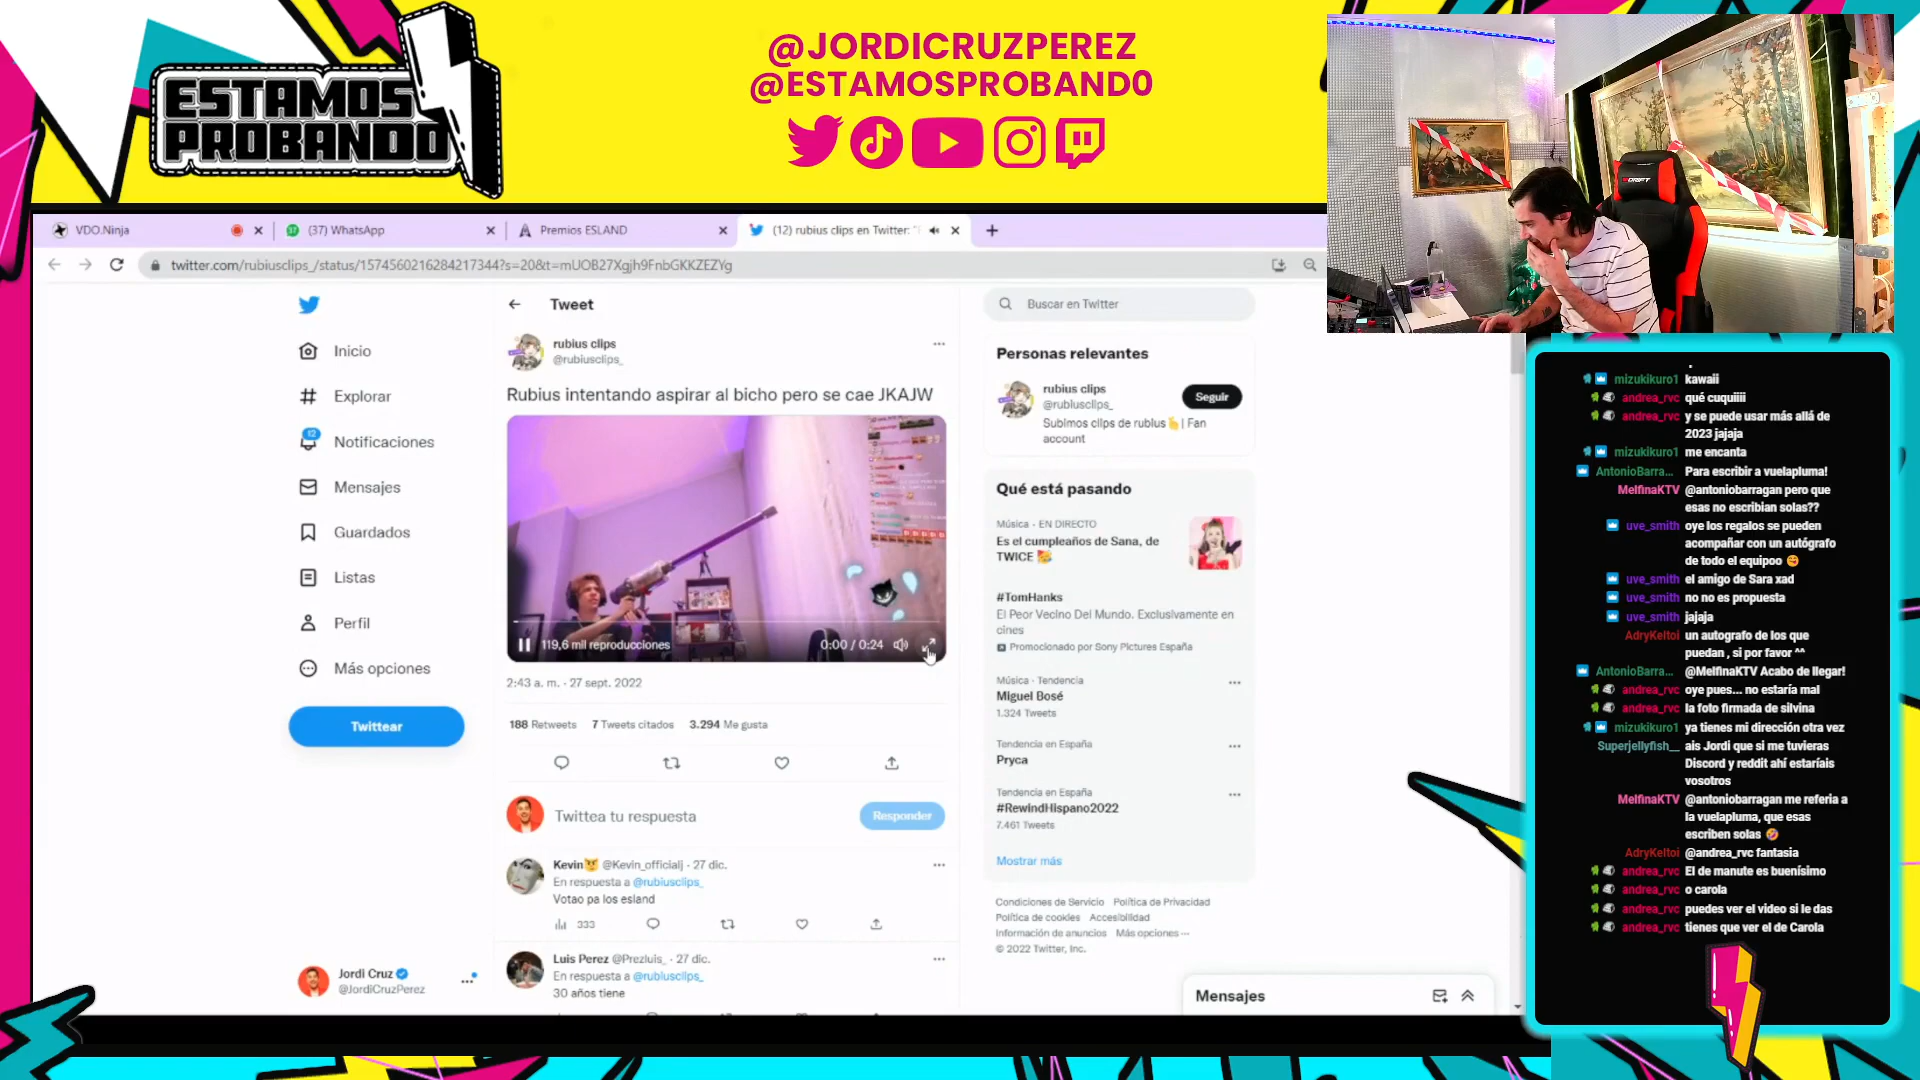 ESTAMOS
PROBANDO
@JORDICRUZPEREZ
@ESTAMOSPROBAND0
VDO.Ninja
(37) WhatsApp
Premios ESLAND
(12) rubius clips en Twitter: "
twitter.com/rubiusclips_/status/1574560216284217344?s=20&t=mUOB27Xgjh9FnbGKKZEZYg
Inicio
Explorar
12
Notificaciones
Mensajes
Guardados
Listas
Perfil
Más opciones
Twittear
Jordi Cruz
@JordiCruzPerez
Tweet
rubius clips
@rubiusclips_
Rubius intentando aspirar al bicho pero se cae JKAJW
119,6 mil reproducciones
0:00 / 0:24
2:43 a. m. · 27 sept. 2022
188 Retweets 7 Tweets citados 3.294 Me gusta
Twittea tu respuesta
Responder
Kevin😈 @Kevin_officialj · 27 dic.
En respuesta a @rubiusclips_
Votao pa los esland
333
Luis Perez @Prezluis_ · 27 dic.
En respuesta a @rubiusclips_
30 años tiene
Buscar en Twitter
Personas relevantes
rubius clips
@rubiusclips_
Seguir
Subimos clips de rubius | Fan
account
Qué está pasando
Música · EN DIRECTO
Es el cumpleaños de Sana, de
TWICE
#TomHanks
El Peor Vecino Del Mundo. Exclusivamente en
cines
Promocionado por Sony Pictures España
Música · Tendencia
Miguel Bosé
1.324 Tweets
Tendencia en España
Pryca
Tendencia en España
#RewindHispano2022
7.461 Tweets
Mostrar más
Condiciones de Servicio Política de Privacidad
Política de cookies Accesibilidad
Información de anuncios Más opciones ···
© 2022 Twitter, Inc.
Mensajes
DRIFT
mizukikuro1 kawaii
andrea_rvc qué cuquiiii
andrea_rvc y se puede usar más allá de
2023 jajaja
mizukikuro1 me encanta
AntonioBarra... Para escribir a vuelapluma!
MelfinaKTV @antoniobarragan pero que
esas no escribian solas??
uve_smith oye los regalos se pueden
acompañar con un autógrafo
de todo el equipoo 😋
uve_smith el amigo de Sara xad
uve_smith no no es propuesta
uve_smith jajaja
AdryKeltoi un autografo de los que
puedan , si por favor ^^
AntonioBarra... @MelfinaKTV Acabo de llegar!
andrea_rvc oye pues... no estaría mal
andrea_rvc la foto firmada de silvina
mizukikuro1 ya tienes mi dirección otra vez
Superjellyfish__ ais Jordi que si me tuvieras
Discord y reddit ahí estaríais
vosotros
MelfinaKTV @antoniobarragan me referia a
la vuelapluma, que esas
escriben solas 🤣
AdryKeltoi @andrea_rvc fantasia
andrea_rvc El de manute es buenísimo
andrea_rvc o carola
andrea_rvc puedes ver el video si le das
andrea_rvc tienes que ver el de Carola